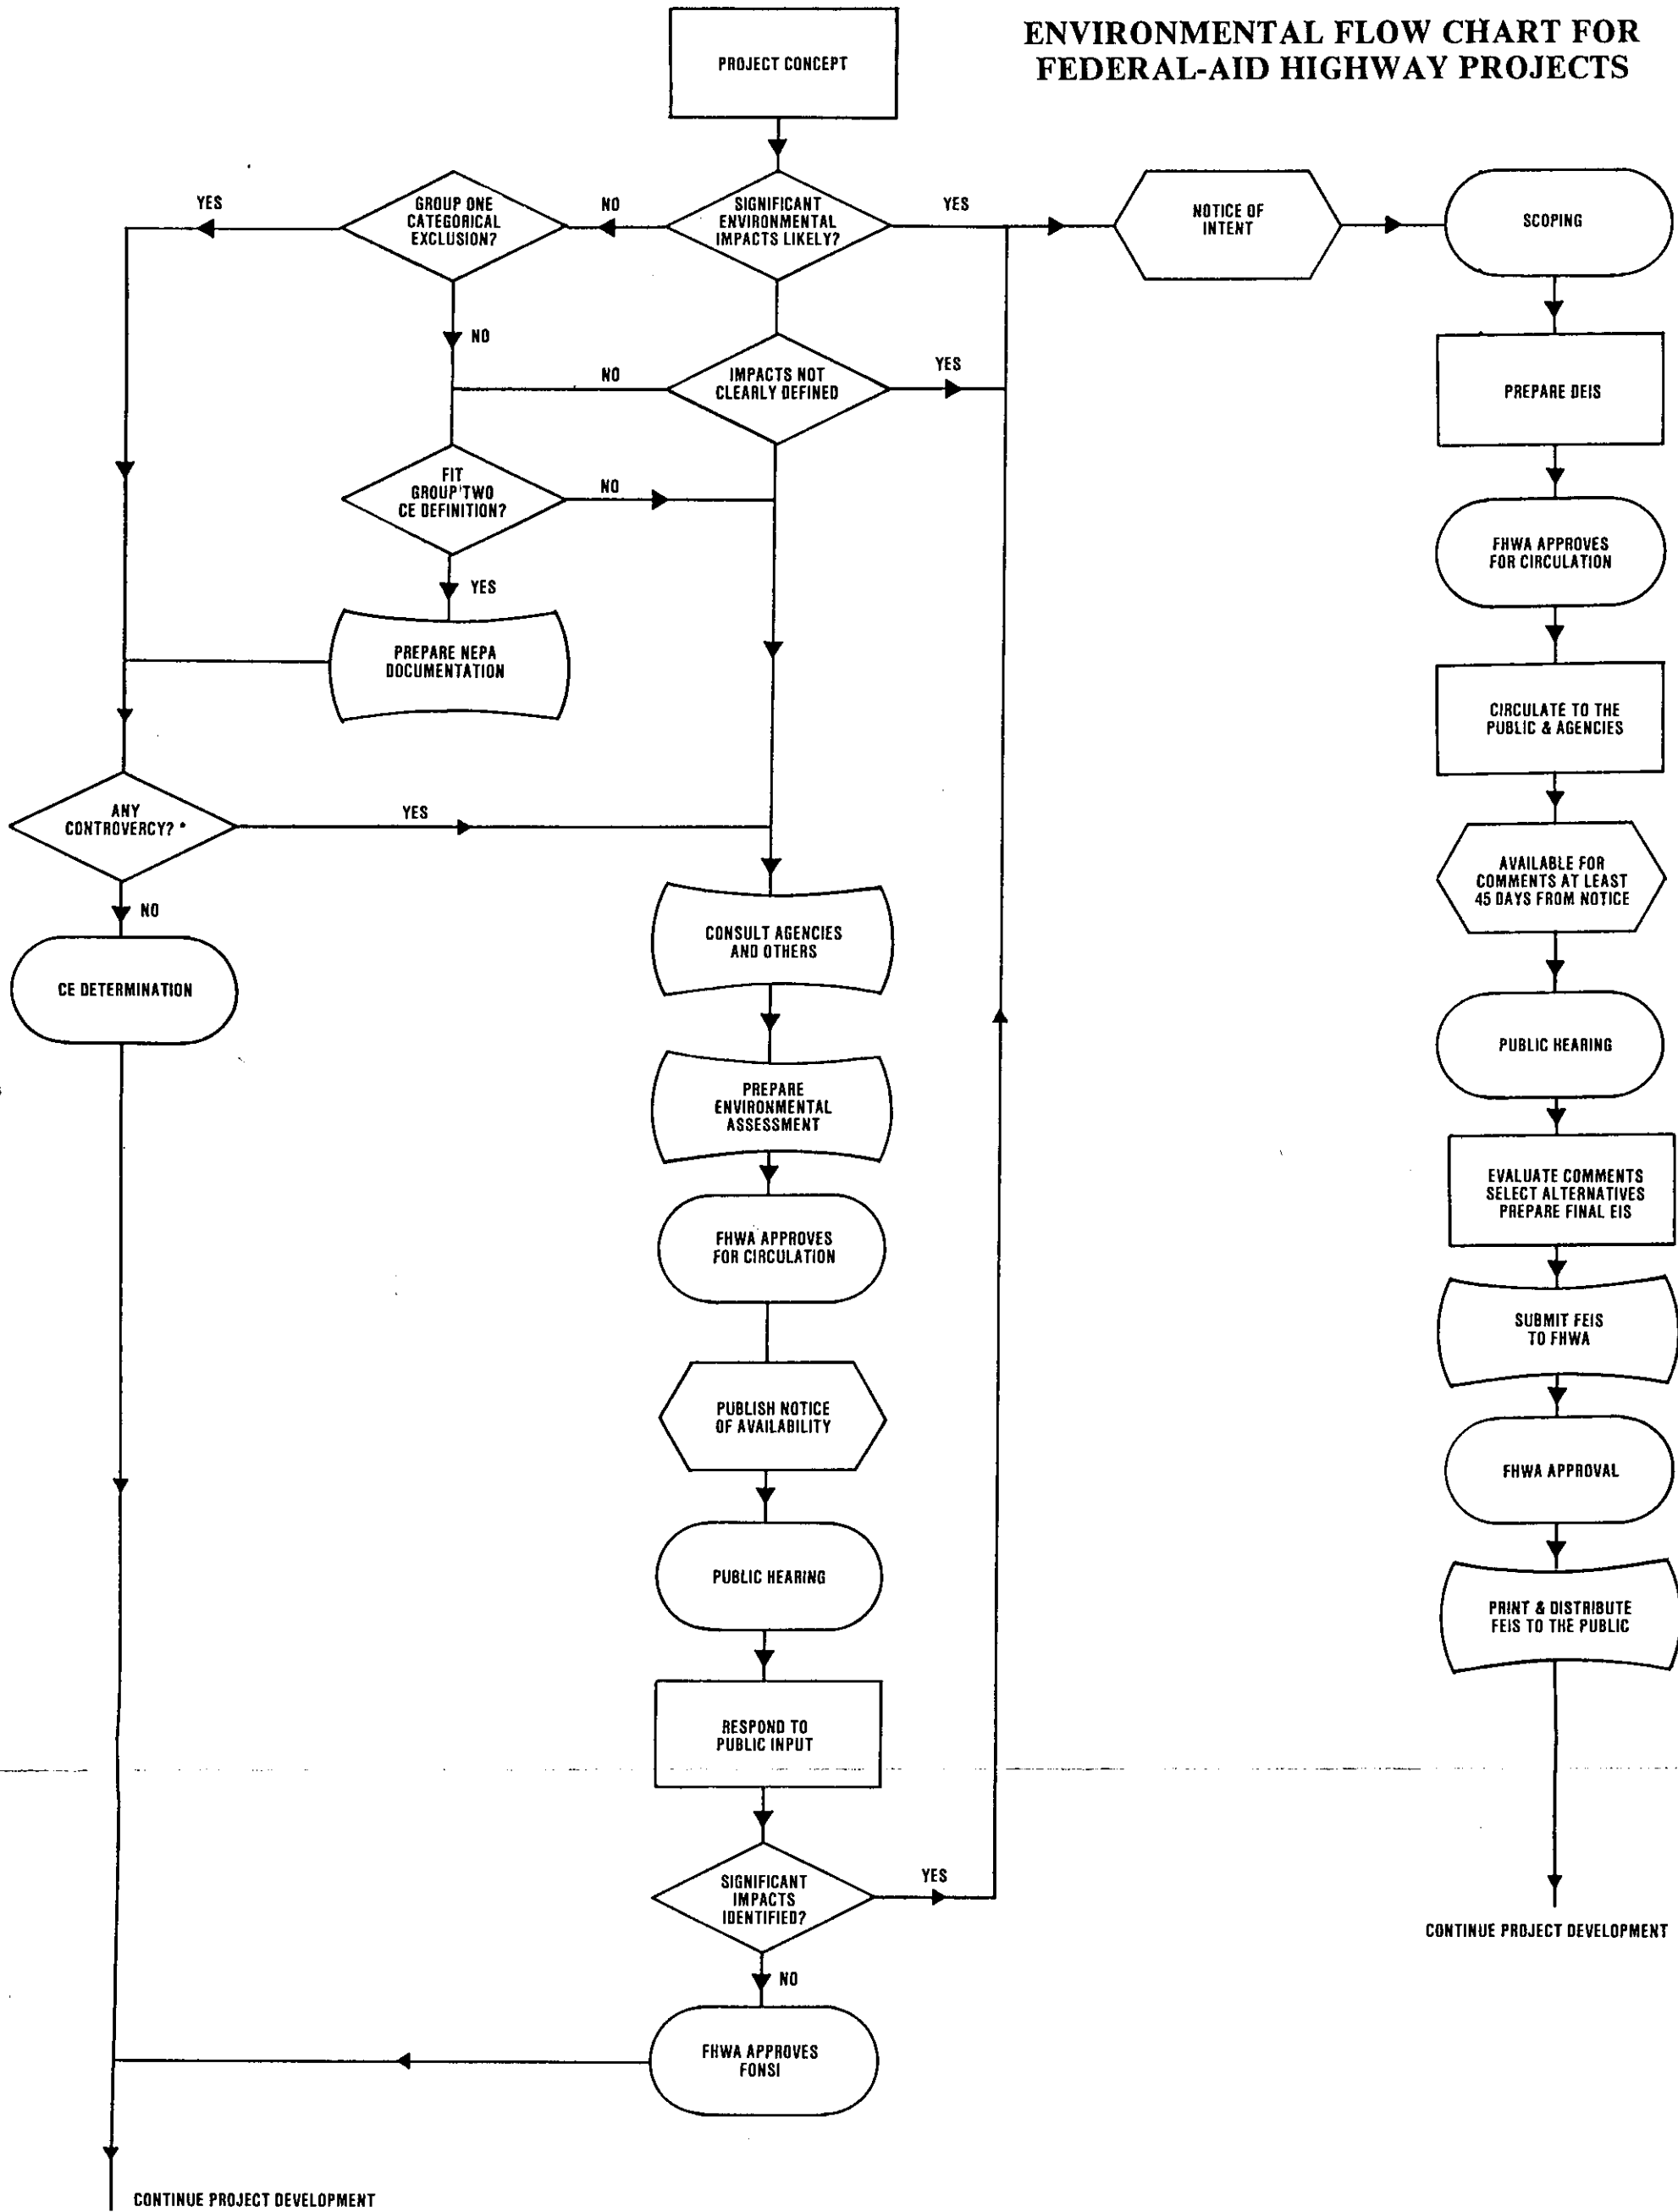 ENVIRONMENTAL FLOW CHART FOR
FEDERAL-AID HIGHWAY PROJECTS
PROJECT CONCEPT
YES
GROUP ONE
CATEGORICAL
EXCLUSION?
NO
SIGNIFICANT
ENVIRONMENTAL
IMPACTS LIKELY?
YES
NOTICE OF
INTENT
SCOPING
NO
NO
IMPACTS NOT
CLEARLY DEFINED
YES
PREPARE DEIS
FIT
GROUP TWO
CE DEFINITION?
NO
YES
FHWA APPROVES
FOR CIRCULATION
PREPARE NEPA
DOCUMENTATION
CIRCULATE TO THE
PUBLIC & AGENCIES
ANY
CONTROVERCY? *
YES
NO
AVAILABLE FOR
COMMENTS AT LEAST
45 DAYS FROM NOTICE
CONSULT AGENCIES
AND OTHERS
CE DETERMINATION
PUBLIC HEARING
PREPARE
ENVIRONMENTAL
ASSESSMENT
EVALUATE COMMENTS
SELECT ALTERNATIVES
PREPARE FINAL EIS
FHWA APPROVES
FOR CIRCULATION
SUBMIT FEIS
TO FHWA
PUBLISH NOTICE
OF AVAILABILITY
FHWA APPROVAL
PUBLIC HEARING
PRINT & DISTRIBUTE
FEIS TO THE PUBLIC
RESPOND TO
PUBLIC INPUT
SIGNIFICANT
IMPACTS
IDENTIFIED?
YES
CONTINUE PROJECT DEVELOPMENT
NO
FHWA APPROVES
FONSI
CONTINUE PROJECT DEVELOPMENT